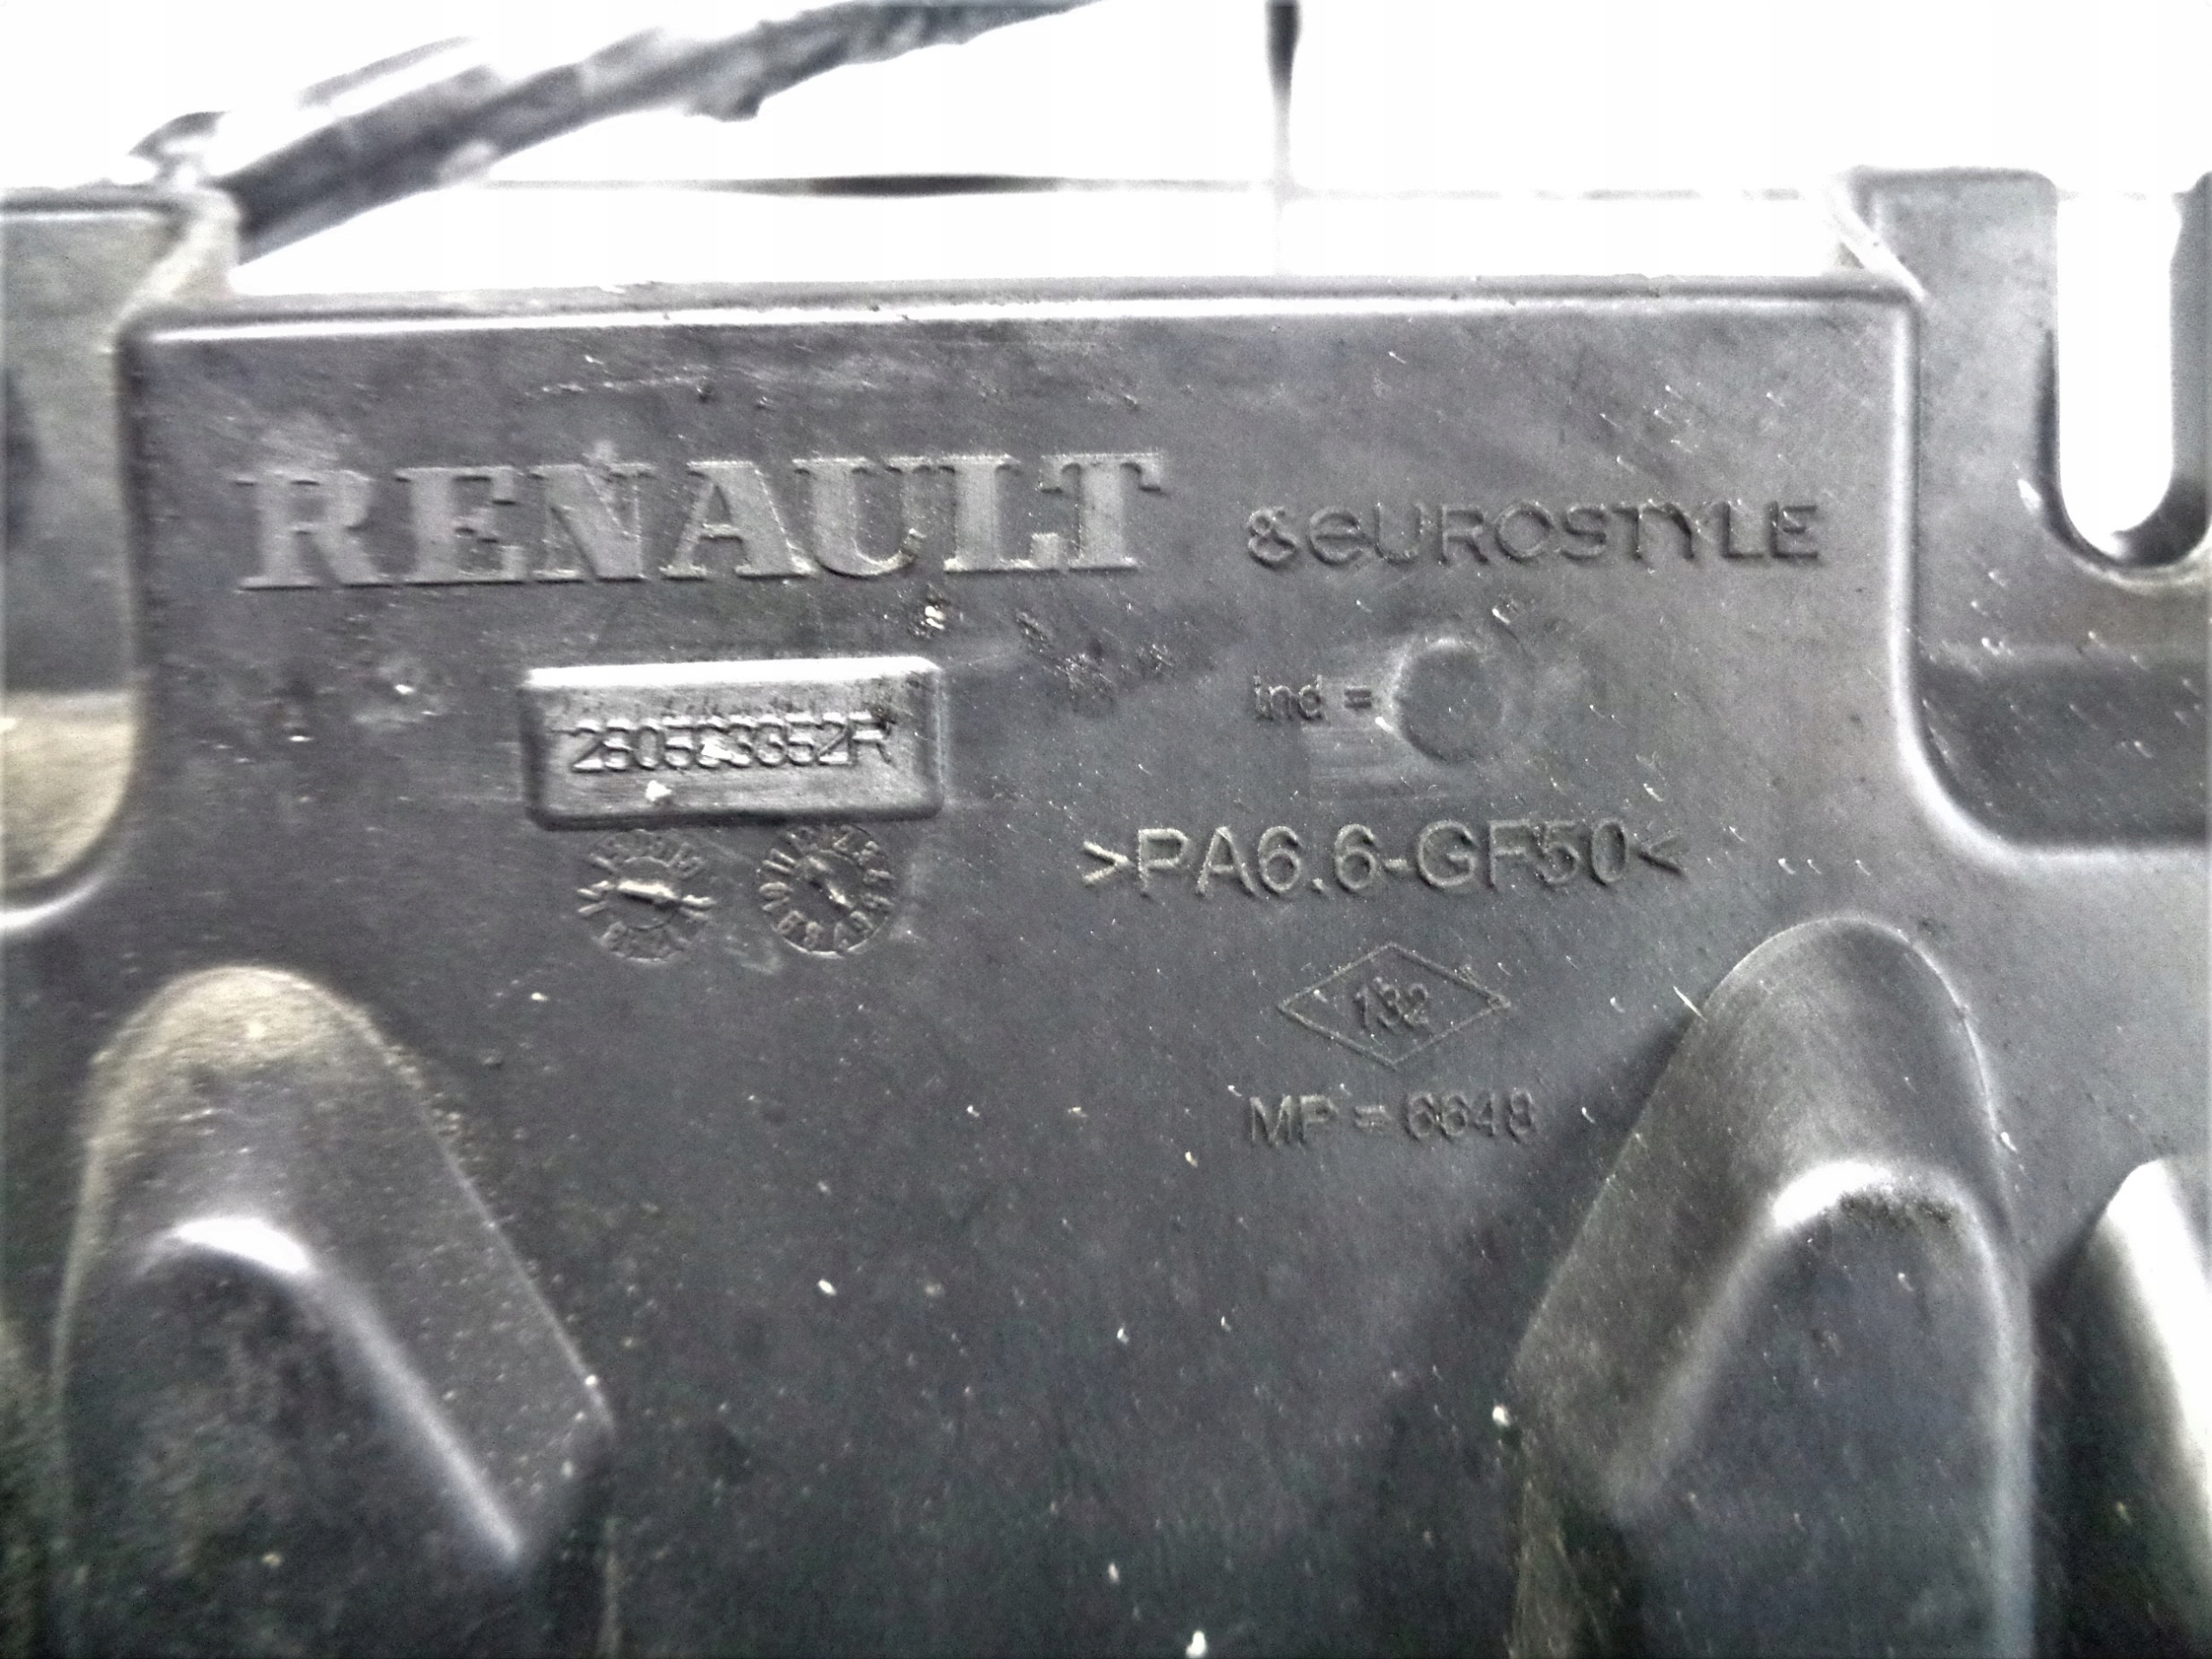 RENAULT &eUROSTYLE
ind =
>PA6.6-GF50<
132
MP = 6648